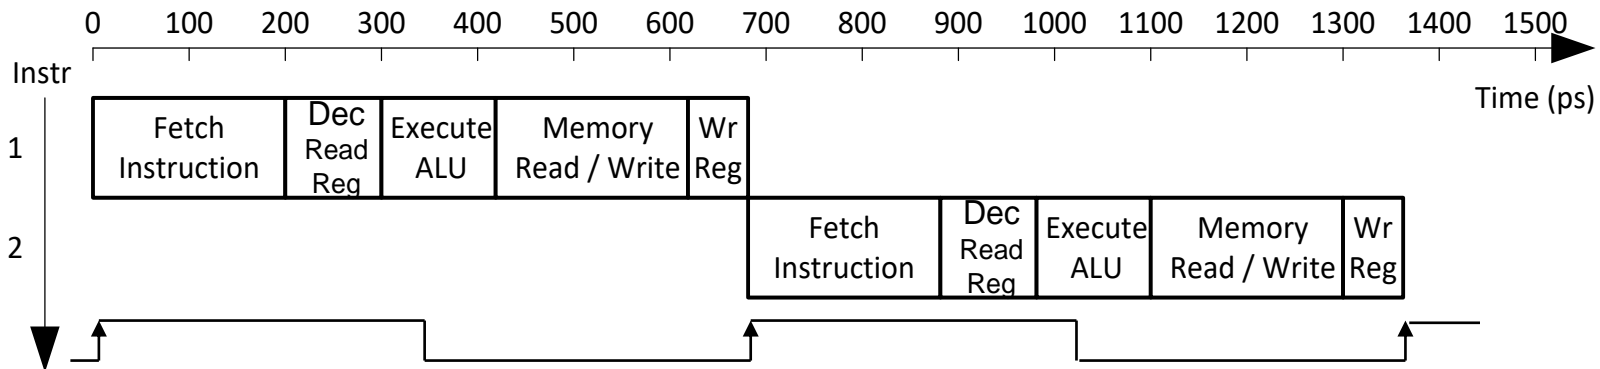 0 100 200 300 400 500 600 700 800 900 1000 1100 1200 1300 1400 1500
Instr
Time (ps)
1
Fetch
Instruction
Dec
Read
Reg
Execute
ALU
Memory
Read / Write
Wr
Reg
2
Fetch
Instruction
Dec
Read
Reg
Execute
ALU
Memory
Read / Write
Wr
Reg